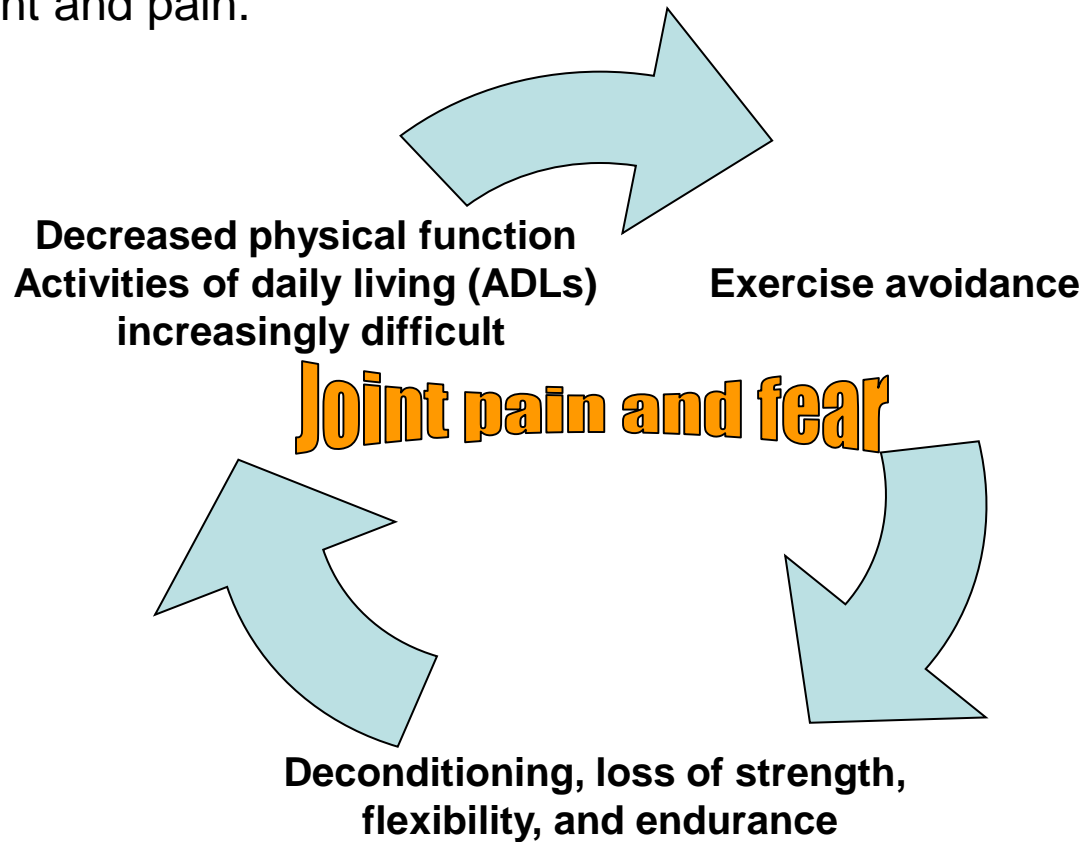 and pain.
Decreased physical function
Activities of daily living (ADLs)
increasingly difficult
Exercise avoidance
Joint pain and fear
Deconditioning, loss of strength,
flexibility, and endurance